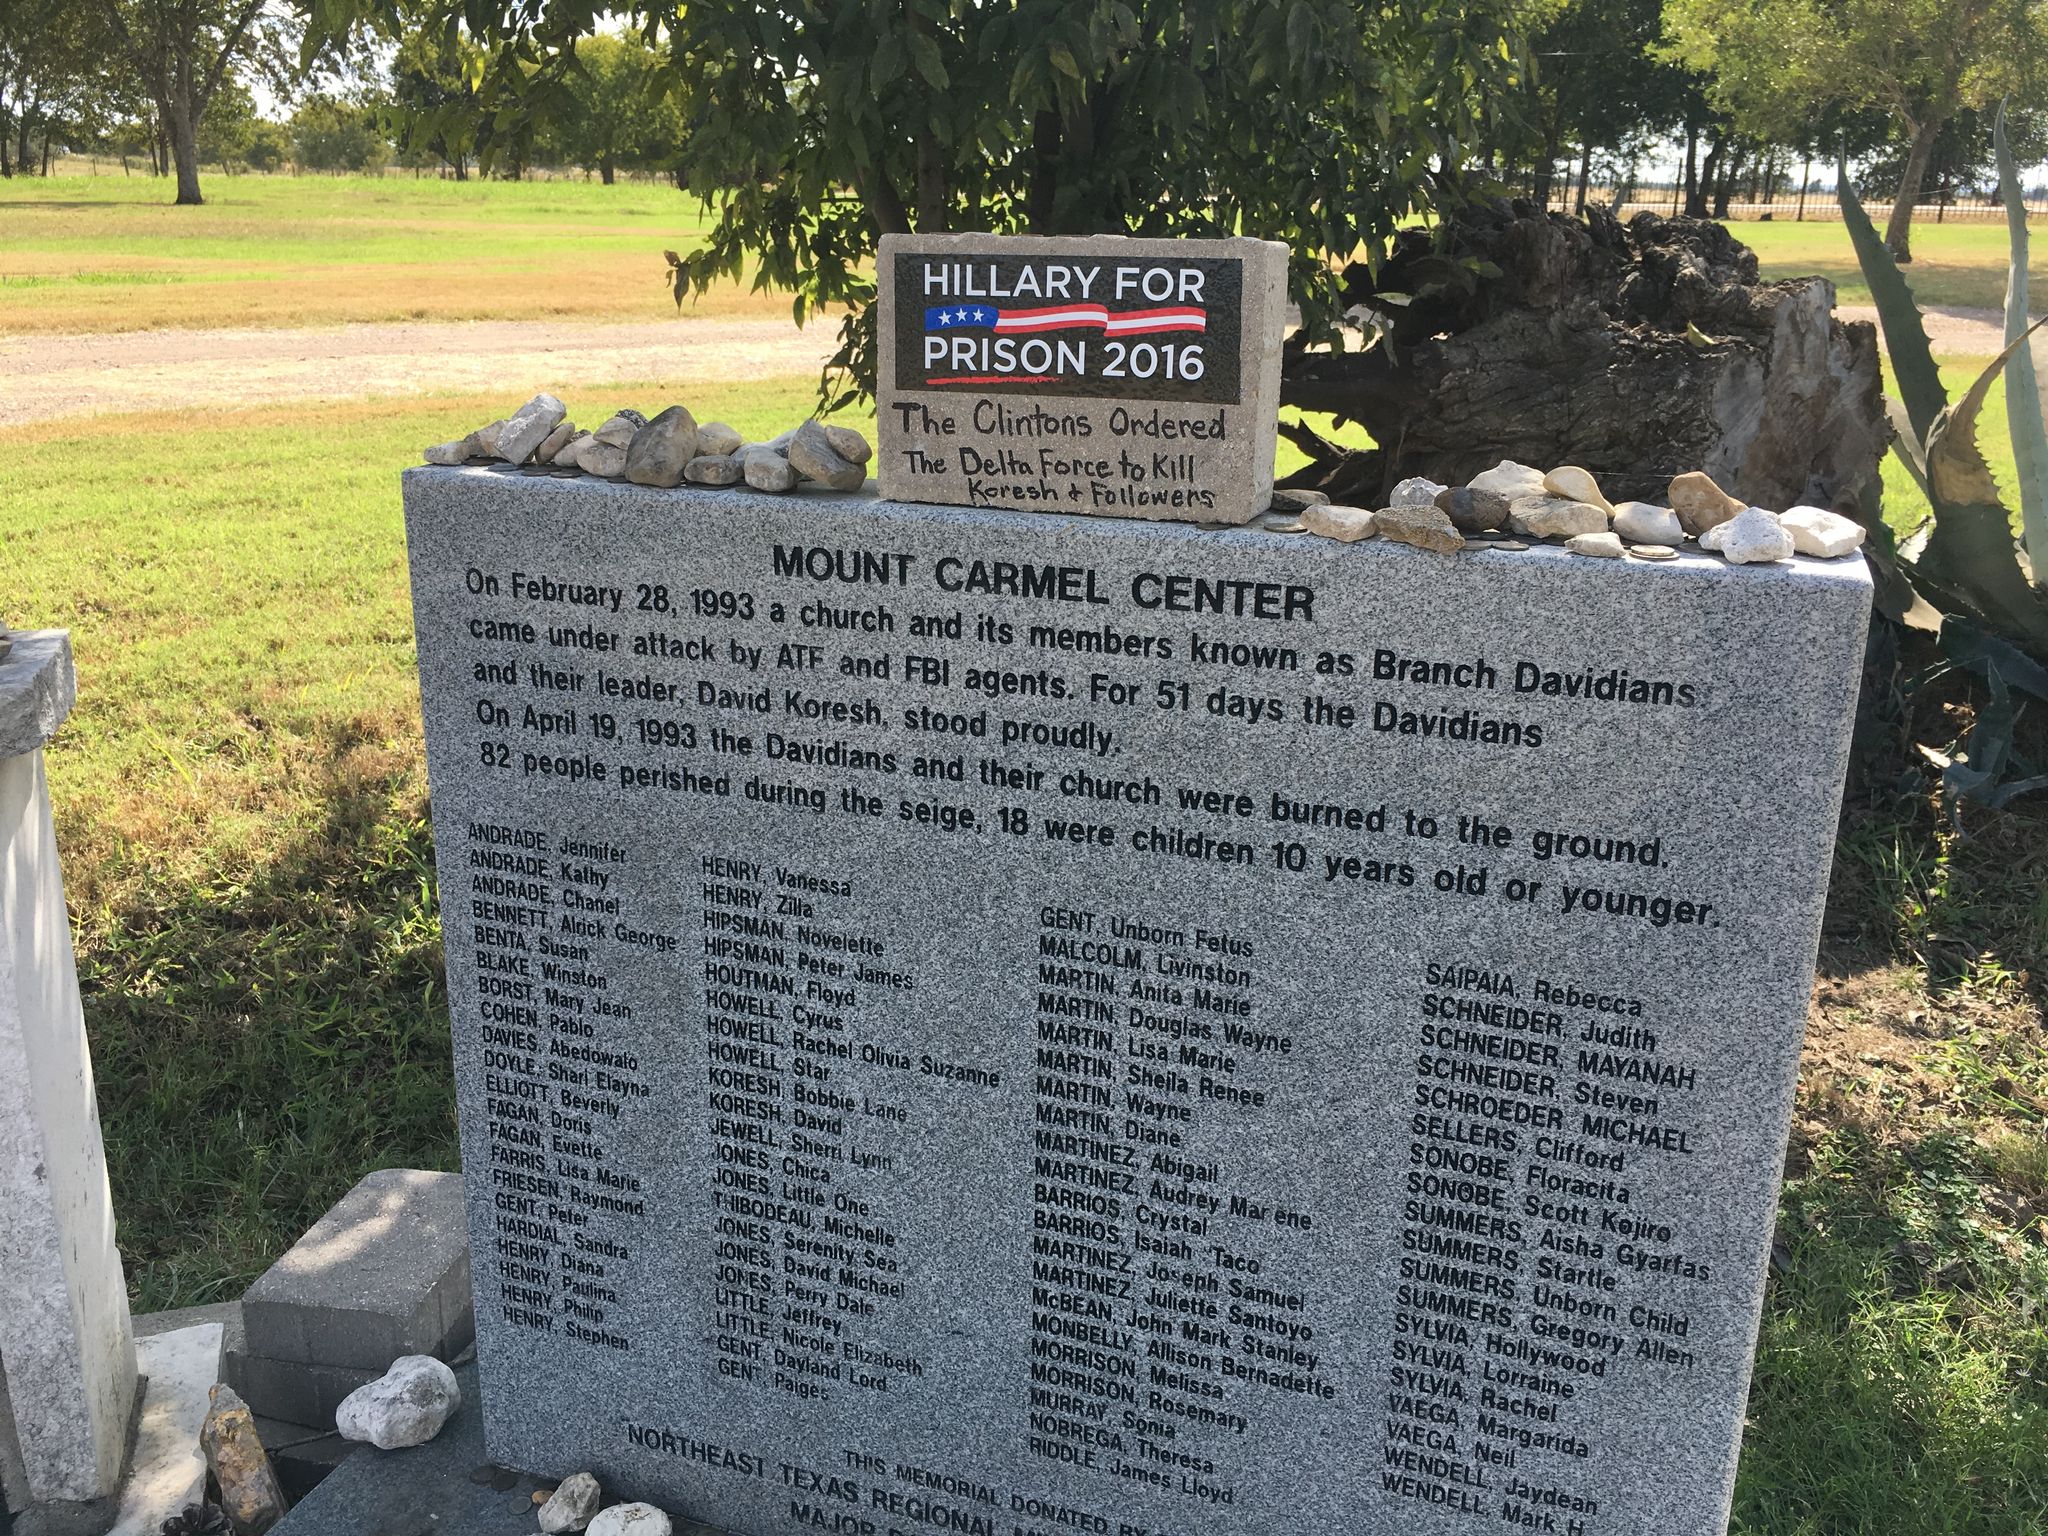 HILLARY FOR
PRISON 2016
The Clintons Ordered
The Delta Force to Kill
Koresh & Followers
MOUNT CARMEL CENTER
On February 28, 1993 a church and its members known as Branch Davidians
came under attack by ATF and FBI agents. For 51 days the Davidians
and their leader, David Koresh, stood proudly.
On April 19, 1993 the Davidians and their church were burned to the ground.
82 people perished during the seige, 18 were children 10 years old or younger.
ANDRADE, Jennifer
ANDRADE, Kathy
ANDRADE, Chanel
BENNETT, Alrick George
BENTA, Susan
BLAKE, Winston
BORST, Mary Jean
COHEN, Pablo
DAVIES, Abedowalo
DOYLE, Shari Elayna
ELLIOTT, Beverly
FAGAN, Doris
FAGAN, Evette
FARRIS, Lisa Marie
FRIESEN, Raymond
GENT, Peter
HARDIAL, Sandra
HENRY, Diana
HENRY, Paulina
HENRY, Philip
HENRY, Stephen
HENRY, Vanessa
HENRY, Zilla
HIPSMAN, Novelette
HIPSMAN, Peter James
HOUTMAN, Floyd
HOWELL, Cyrus
HOWELL, Rachel Olivia Suzanne
HOWELL, Star
KORESH, Bobbie Lane
KORESH, David
JEWELL, Sherri Lynn
JONES, Chica
JONES, Little One
THIBODEAU, Michelle
JONES, Serenity Sea
JONES, David Michael
JONES, Perry Dale
LITTLE, Jeffrey
LITTLE, Nicole Elizabeth
GENT, Dayland Lord
GENT, Paiges
GENT, Unborn Fetus
MALCOLM, Livinston
MARTIN, Anita Marie
MARTIN, Douglas Wayne
MARTIN, Lisa Marie
MARTIN, Sheila Renee
MARTIN, Wayne
MARTIN, Diane
MARTINEZ, Abigail
MARTINEZ, Audrey Marlene
BARRIOS, Crystal
BARRIOS, Isaiah "Taco
MARTINEZ, Joseph Samuel
MARTINEZ, Juliette Santoyo
McBEAN, John Mark Stanley
MONBELLY, Allison Bernadette
MORRISON, Melissa
MORRISON, Rosemary
MURRAY, Sonia
NOBREGA, Theresa
RIDDLE, James Lloyd
SAIPAIA, Rebecca
SCHNEIDER, Judith
SCHNEIDER, MAYANAH
SCHNEIDER, Steven
SCHROEDER, MICHAEL
SELLERS, Clifford
SONOBE, Floracita
SONOBE, Scott Kojiro
SUMMERS, Aisha Gyarfas
SUMMERS, Startle
SUMMERS, Unborn Child
SUMMERS, Gregory Allen
SYLVIA, Hollywood
SYLVIA, Lorraine
SYLVIA, Rachel
VAEGA, Margarida
VAEGA, Neil
WENDELL, Jaydean
WENDELL, Mark H
THIS MEMORIAL DONATED BY
NORTHEAST TEXAS REGIONAL
MAJOR